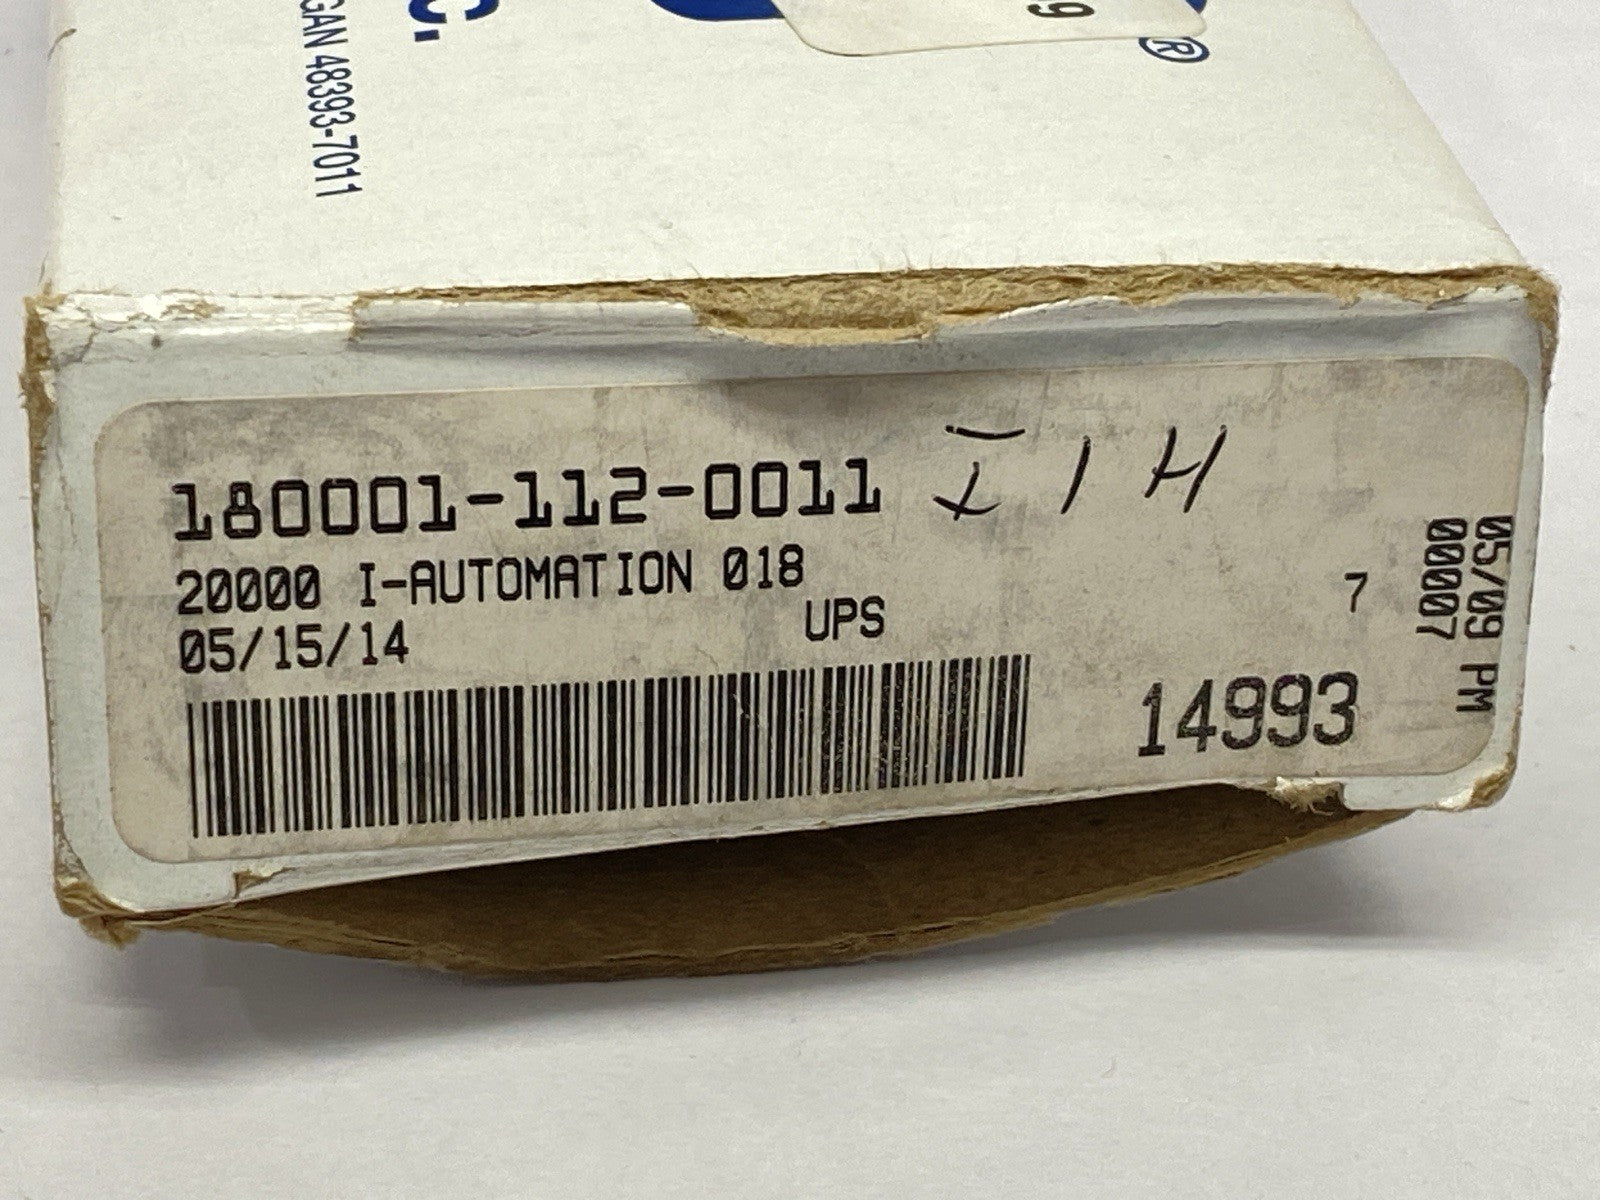 C.
GAN 48393-7011
®
180001-112-0011
20000 I-AUTOMATION 018
05/15/14 UPS
7
14993
05/09 PM
00007